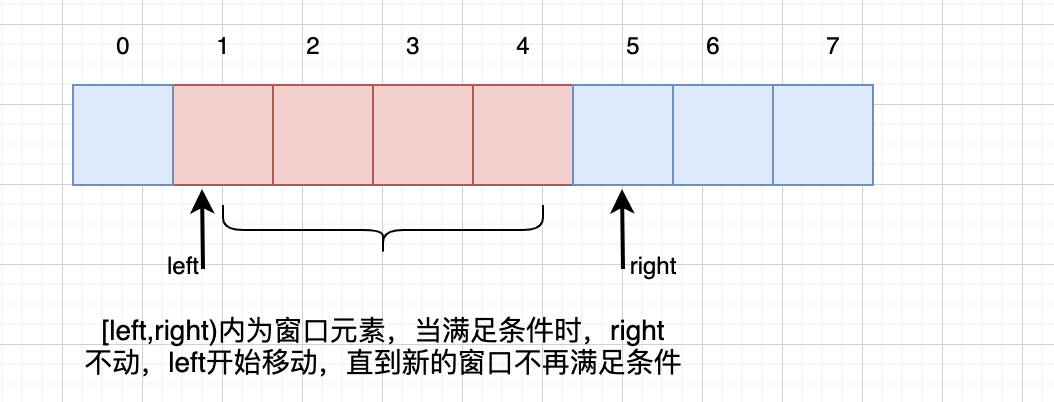 0 1 2 3 4 5 6 7
left right
[left,right)内为窗口元素，当满足条件时，right
不动，left开始移动，直到新的窗口不再满足条件